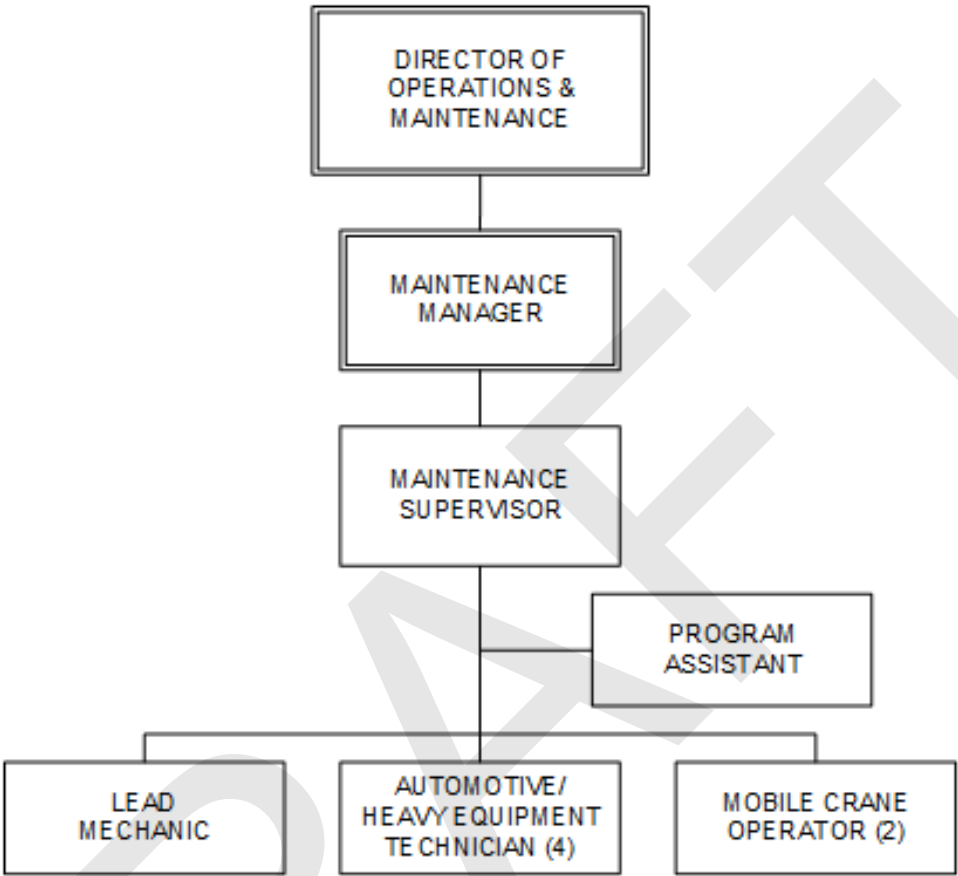 DIRECTOR OF
OPERATIONS &
MAINTENANCE
MAINTENANCE
MANAGER
MAINTENANCE
SUPERVISOR
PROGRAM
ASSISTANT
LEAD
MECHANIC
AUTOMOTIVE/
HEAVY EQUIPMENT
TECHNICIAN (4)
MOBILE CRANE
OPERATOR (2)
DRAFT